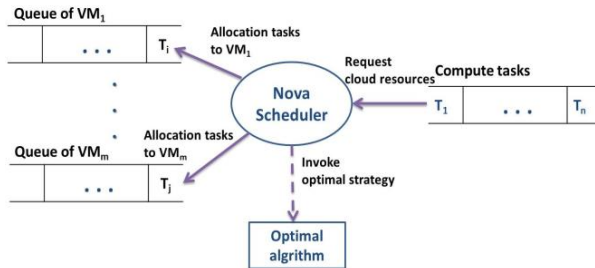 Queue of VM1
... Ti
Allocation tasks
to VM1
Request
cloud resources
Compute tasks
T1 ... Tn
Nova
Scheduler
Allocation tasks
to VMm
Queue of VMm
... Tj
Invoke
optimal strategy
Optimal
algrithm